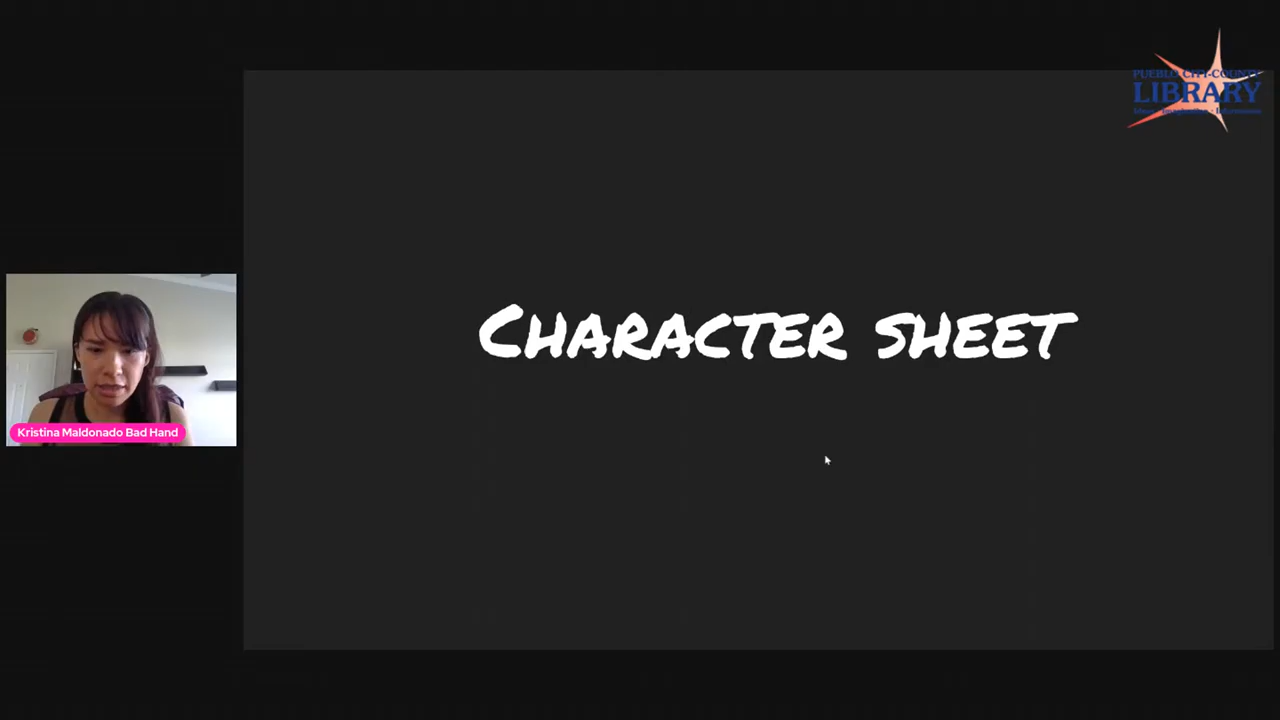 PUEBLO CITY-COUNTY
LIBRARY
CHARACTER SHEET
Kristina Maldonado Bad Hand